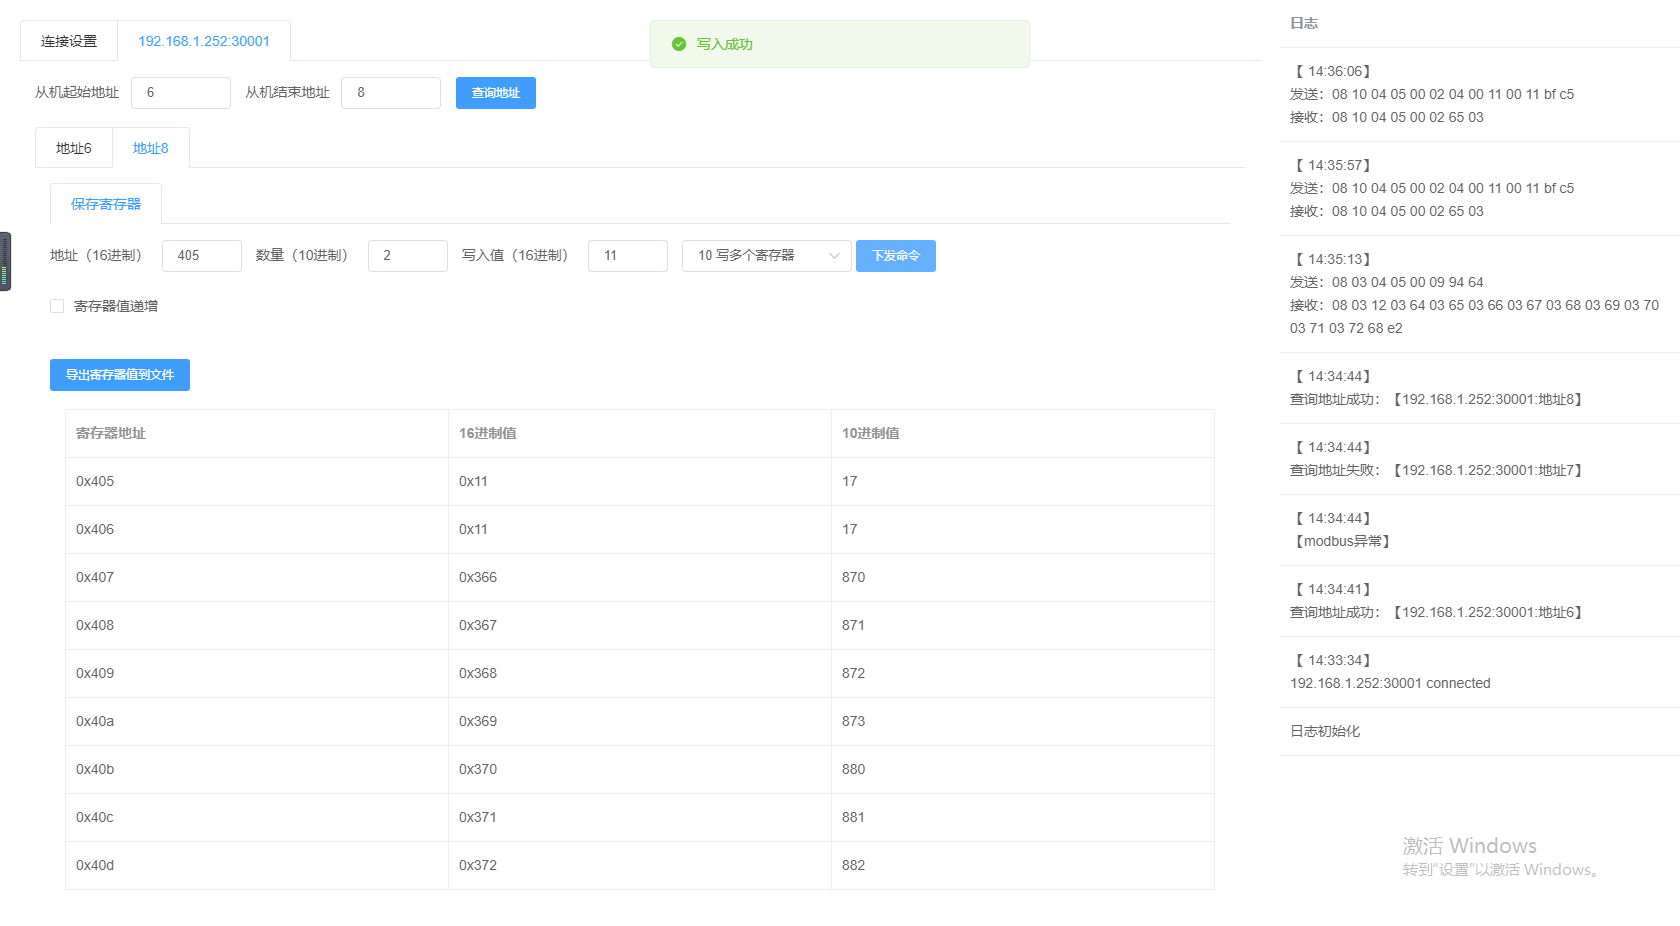 连接设置
192.168.1.252:30001
写入成功
从机起始地址 6 从机结束地址 8 查询地址
地址6 地址8
保存寄存器
地址（16进制） 405 数量（10进制） 2 写入值（16进制） 11 10 写多个寄存器 下发命令
寄存器值递增
导出寄存器值到文件
寄存器地址 16进制值 10进制值
0x405 0x11 17
0x406 0x11 17
0x407 0x366 870
0x408 0x367 871
0x409 0x368 872
0x40a 0x369 873
0x40b 0x370 880
0x40c 0x371 881
0x40d 0x372 882
日志
【 14:36:06】
发送：08 10 04 05 00 02 04 00 11 00 11 bf c5
接收：08 10 04 05 00 02 65 03
【 14:35:57】
发送：08 10 04 05 00 02 04 00 11 00 11 bf c5
接收：08 10 04 05 00 02 65 03
【 14:35:13】
发送：08 03 04 05 00 09 94 64
接收：08 03 12 03 64 03 65 03 66 03 67 03 68 03 69 03 70
03 71 03 72 68 e2
【 14:34:44】
查询地址成功：【192.168.1.252:30001:地址8】
【 14:34:44】
查询地址失败：【192.168.1.252:30001:地址7】
【 14:34:44】
【modbus异常】
【 14:34:41】
查询地址成功：【192.168.1.252:30001:地址6】
【 14:33:34】
192.168.1.252:30001 connected
日志初始化
激活 Windows
转到“设置”以激活 Windows。